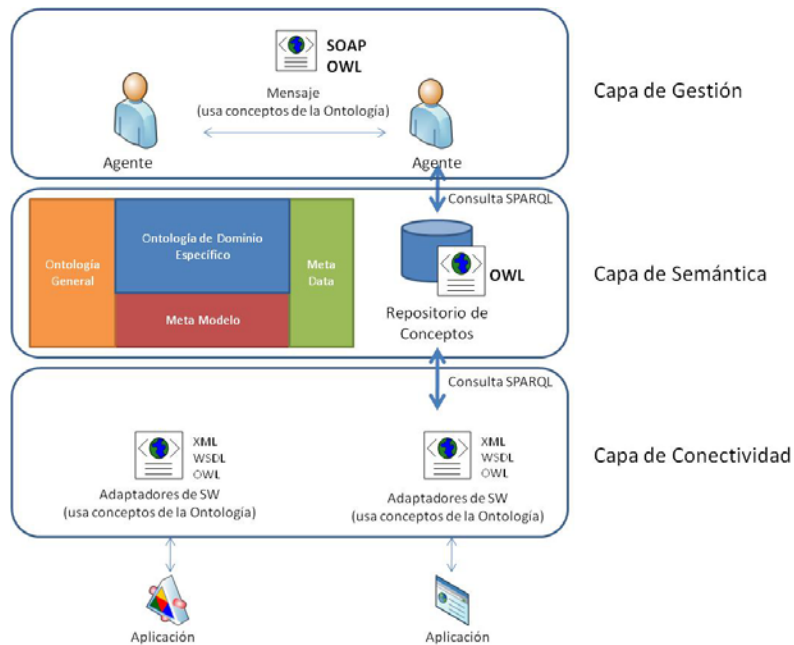 SOAP
OWL
Mensaje
(usa conceptos de la Ontología)
Agente
Agente
Capa de Gestión
Consulta SPARQL
Ontología
General
Ontología de Dominio
Específico
Meta
Data
Meta Modelo
OWL
Repositorio de
Conceptos
Capa de Semántica
Consulta SPARQL
XML
WSDL
OWL
Adaptadores de SW
(usa conceptos de la Ontología)
XML
WSDL
OWL
Adaptadores de SW
(usa conceptos de la Ontología)
Capa de Conectividad
Aplicación
Aplicación